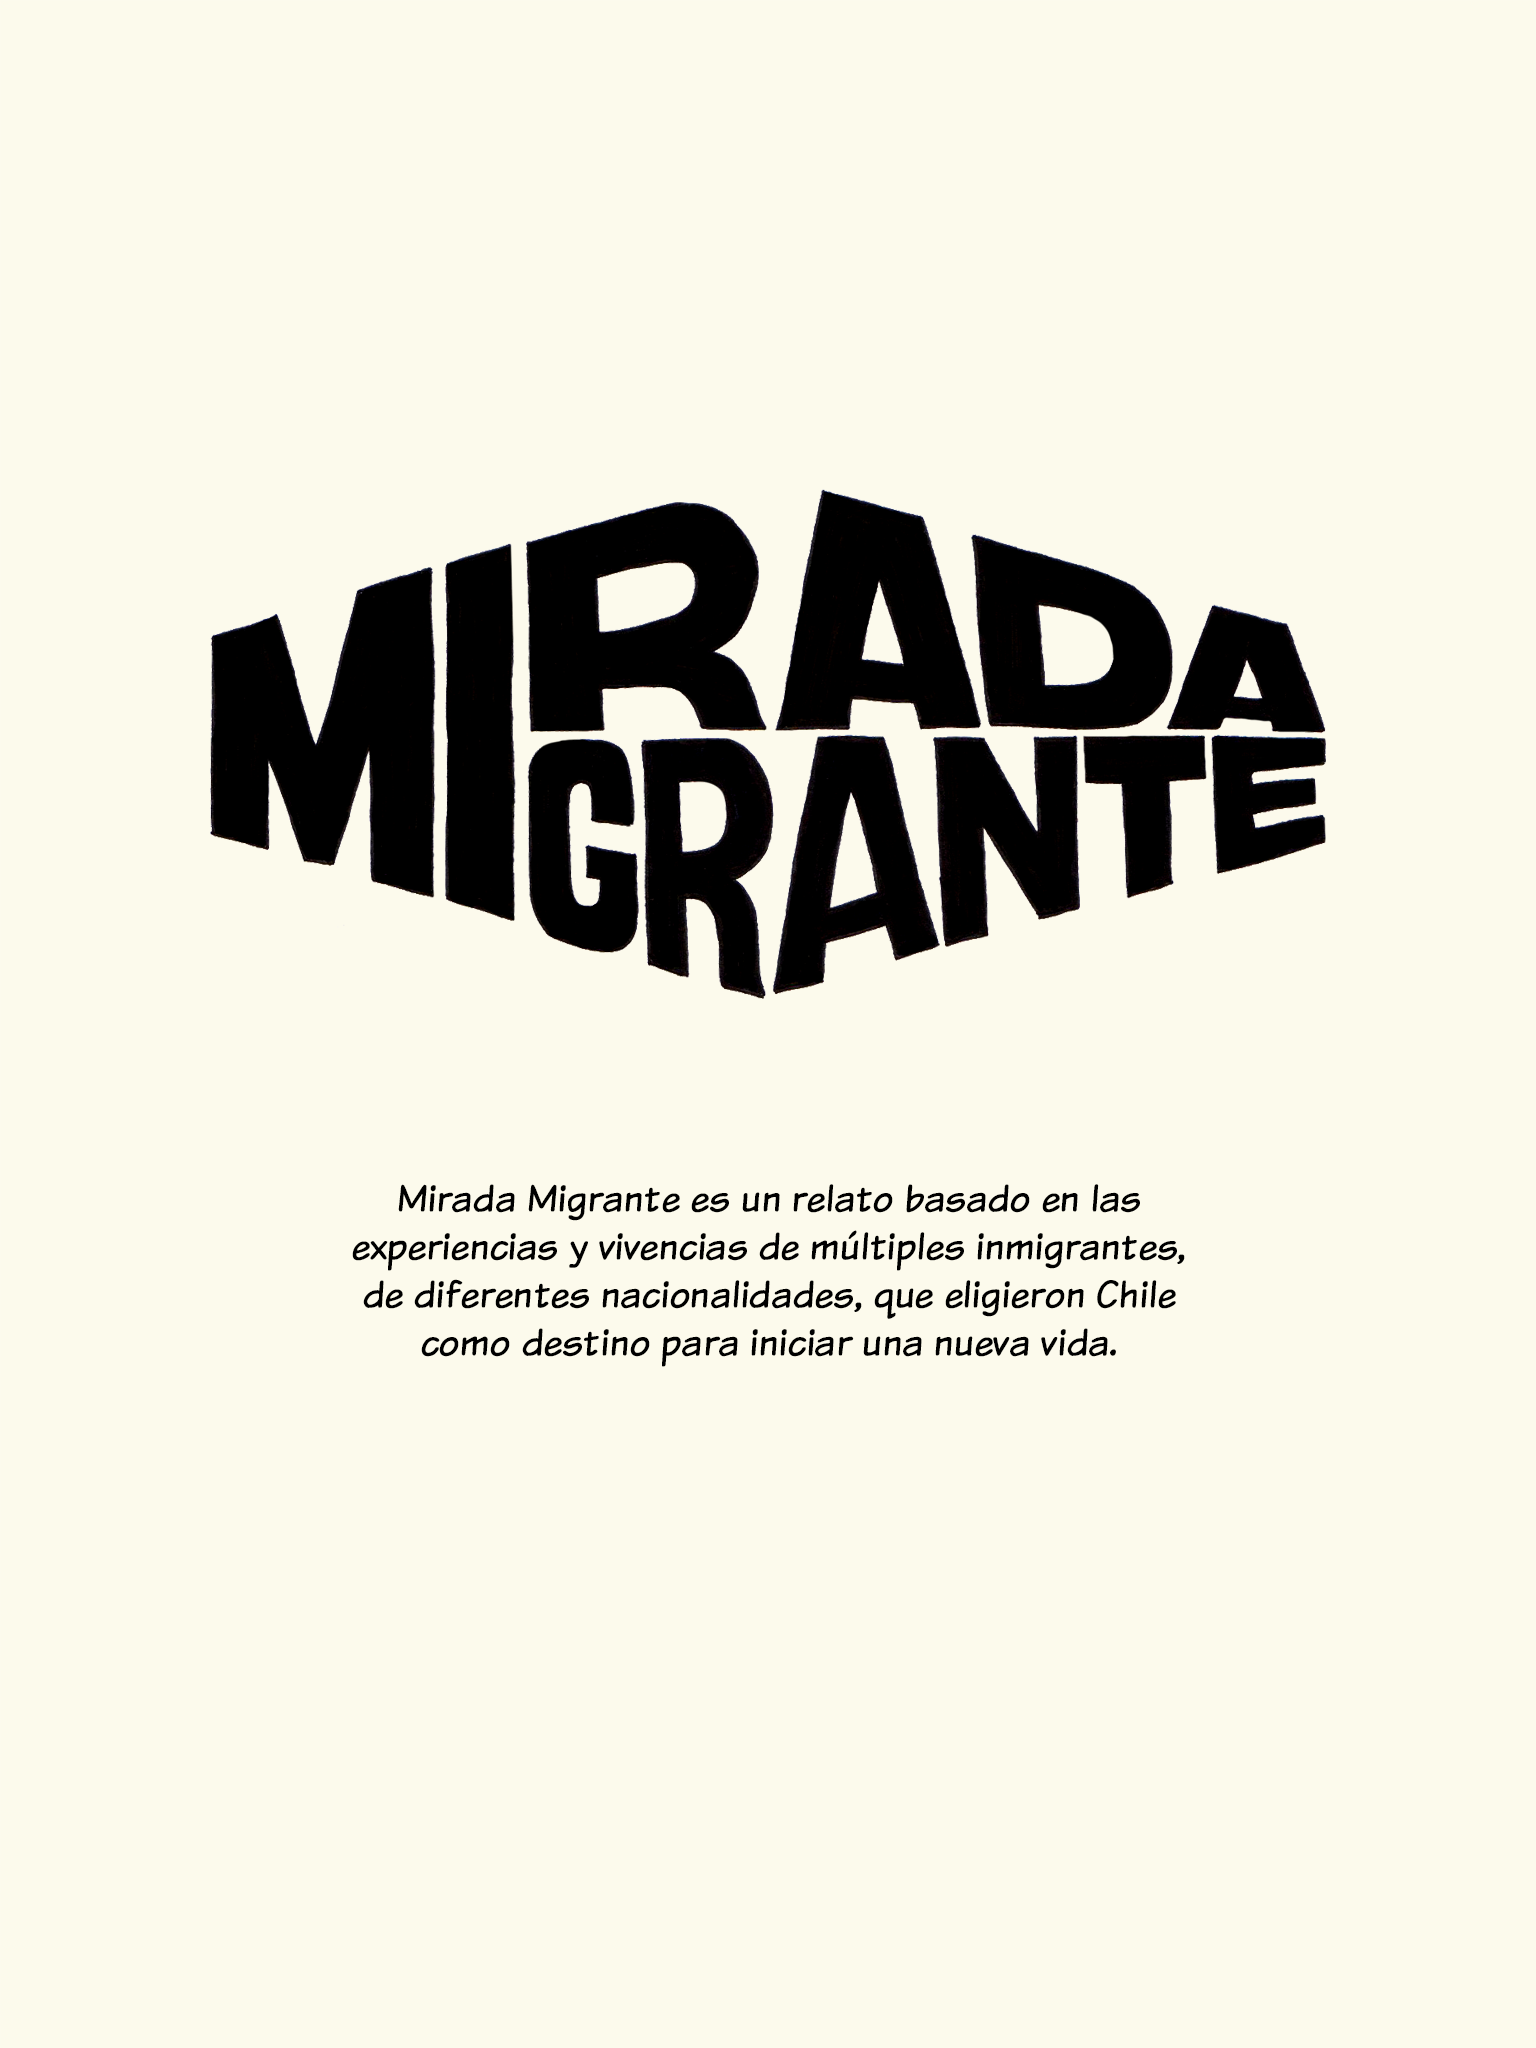 MIRADA
MIGRANTE
Mirada Migrante es un relato basado en las
experiencias y vivencias de múltiples inmigrantes,
de diferentes nacionalidades, que eligieron Chile
como destino para iniciar una nueva vida.